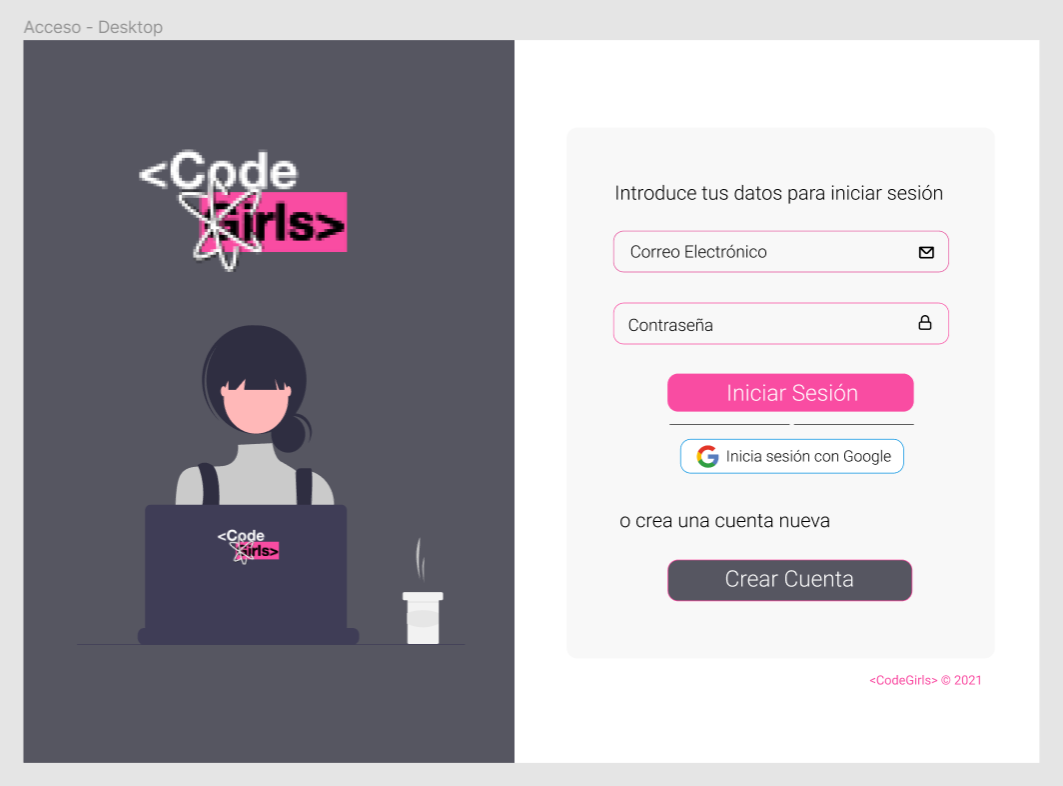 Acceso - Desktop
<Code
Girls>
<Code
Girls>
Introduce tus datos para iniciar sesión
Correo Electrónico
Contraseña
Iniciar Sesión
Inicia sesión con Google
o crea una cuenta nueva
Crear Cuenta
<CodeGirls> © 2021